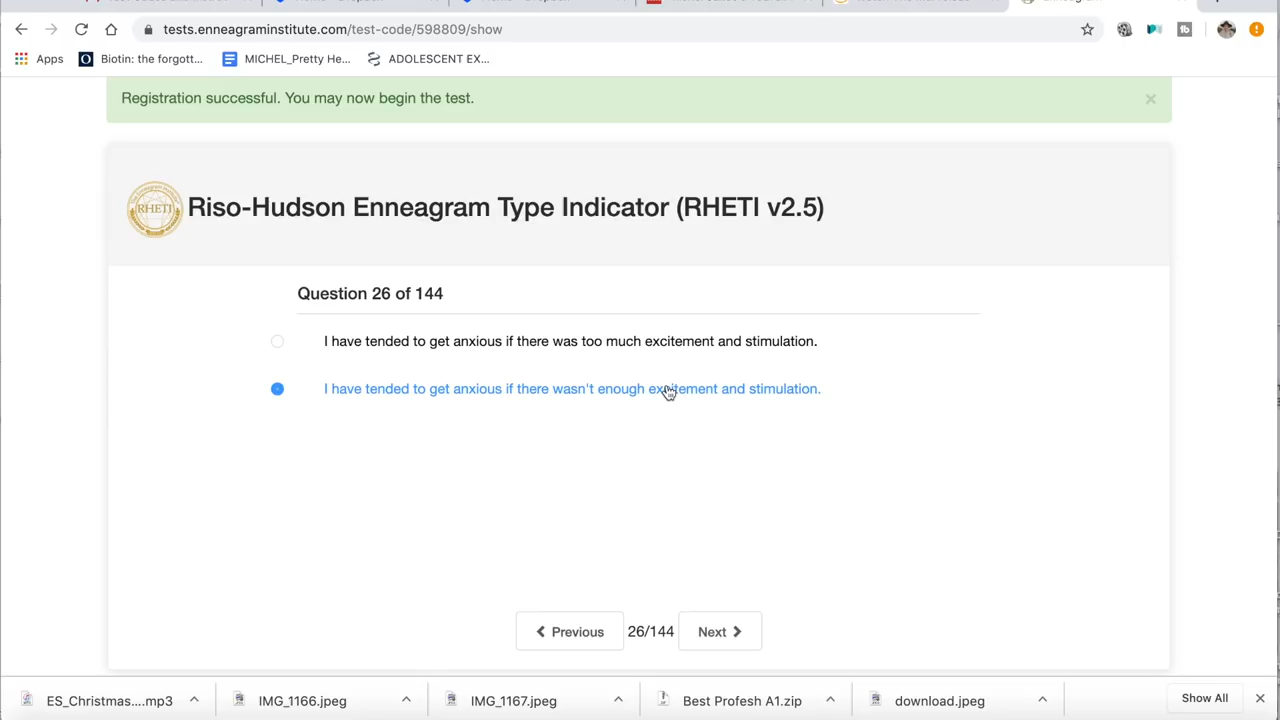 tests.enneagraminstitute.com/test-code/598809/show
Apps
Biotin: the forgott...
MICHEL_Pretty He...
ADOLESCENT EX...
Registration successful. You may now begin the test.
×
RHETI
Riso-Hudson Enneagram Type Indicator (RHETI v2.5)
Question 26 of 144
I have tended to get anxious if there was too much excitement and stimulation.
I have tended to get anxious if there wasn't enough excitement and stimulation.
Previous 26/144 Next
ES_Christmas....mp3 IMG_1166.jpeg IMG_1167.jpeg Best Profesh A1.zip download.jpeg Show All